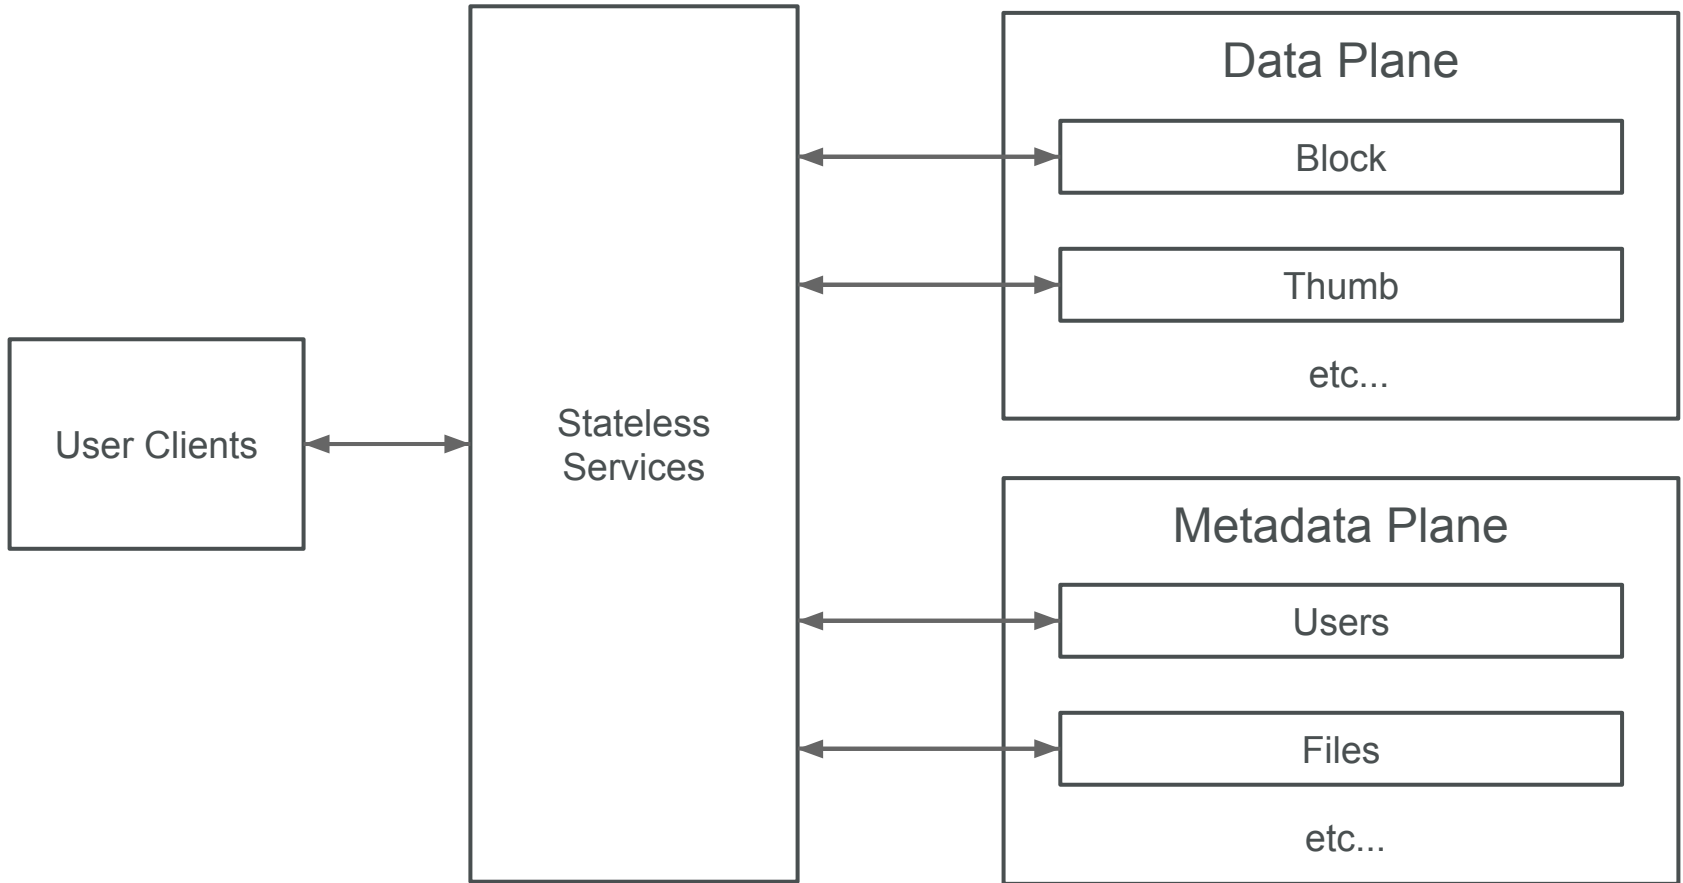 User Clients
Stateless
Services
Data Plane
Block
Thumb
etc...
Metadata Plane
Users
Files
etc...